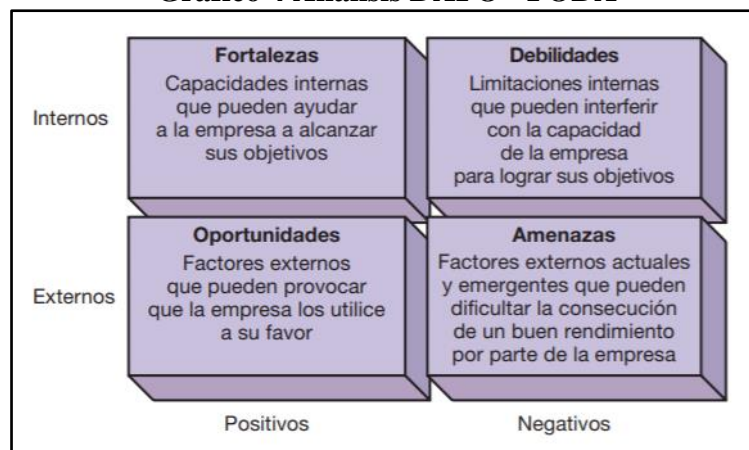 Fortalezas
Capacidades internas
que pueden ayudar
a la empresa a alcanzar
sus objetivos
Debilidades
Limitaciones internas
que pueden interferir
con la capacidad
de la empresa
para lograr sus objetivos
Internos
Oportunidades
Factores externos
que pueden provocar
que la empresa los utilice
a su favor
Amenazas
Factores externos actuales
y emergentes que pueden
dificultar la consecución
de un buen rendimiento
por parte de la empresa
Externos
Positivos
Negativos